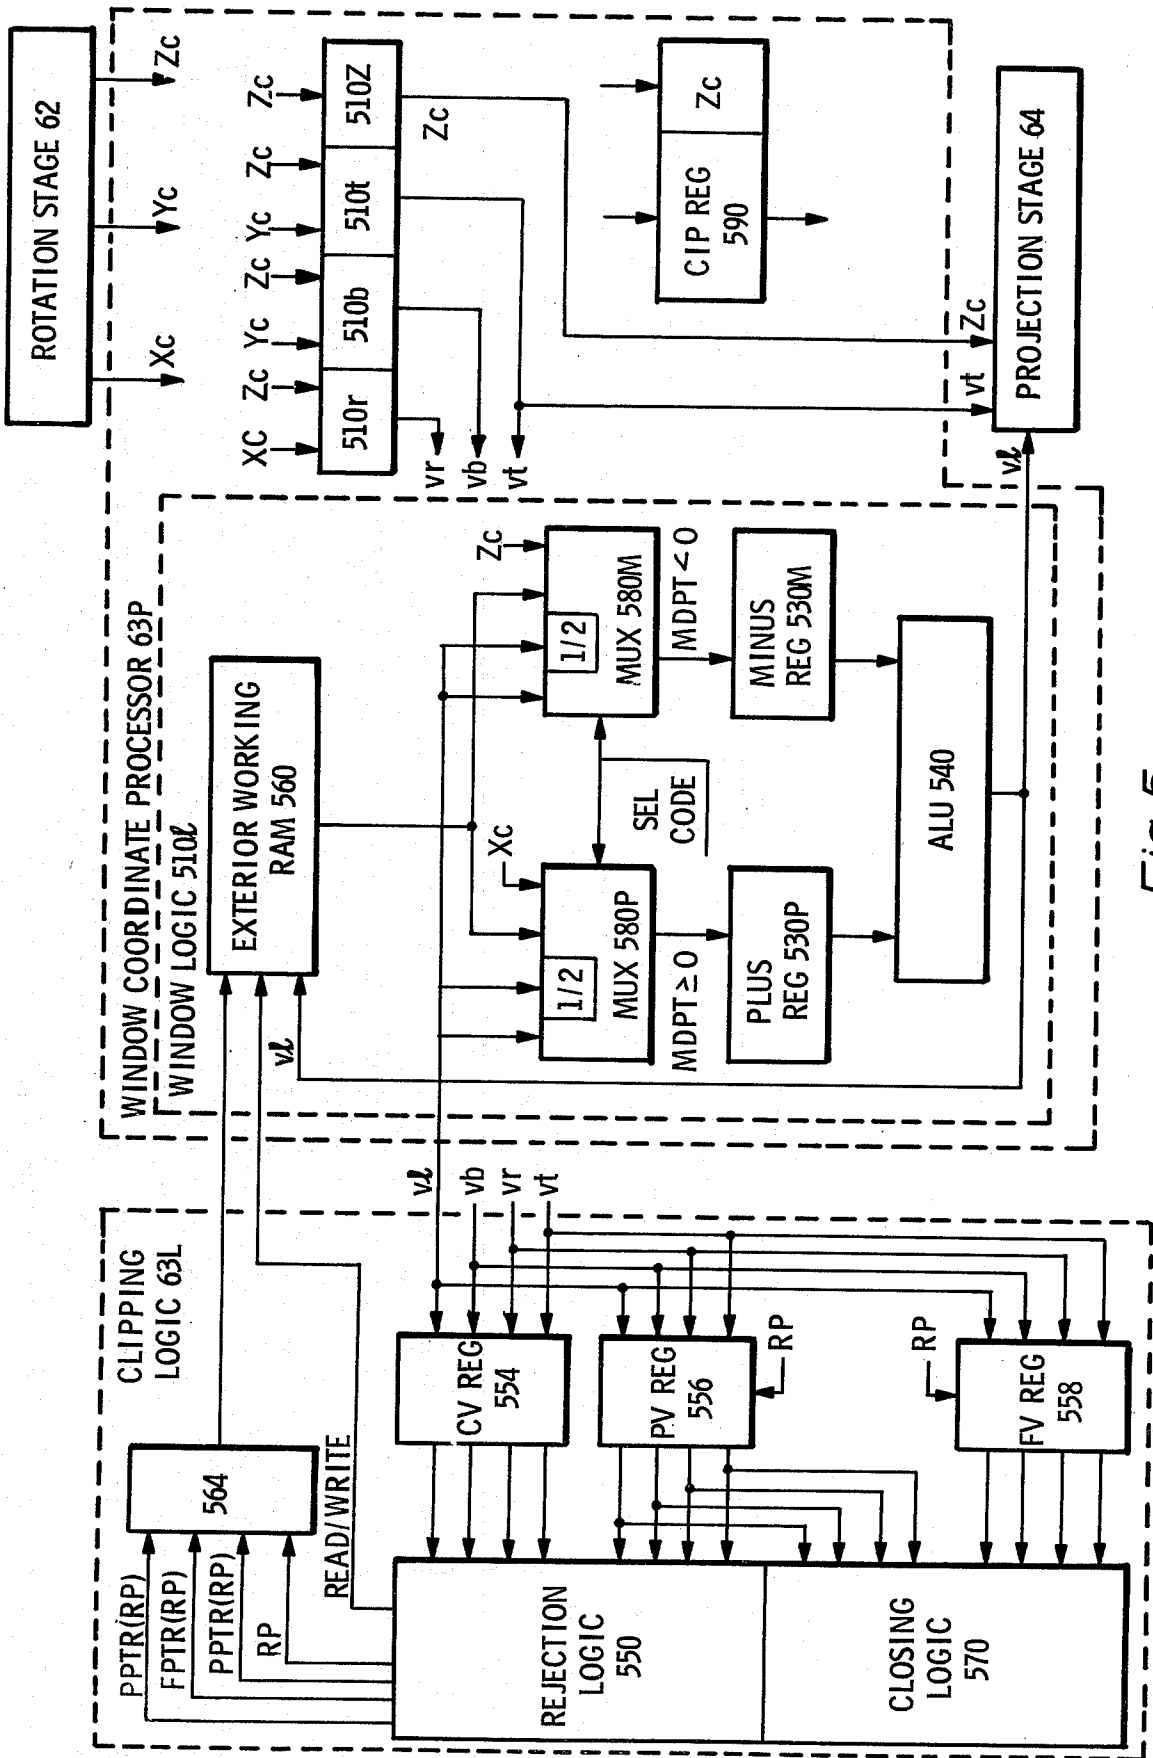 ROTATION STAGE 62
Xc
Yc
Zc
WINDOW COORDINATE PROCESSOR 63P
WINDOW LOGIC 510ℓ
XC
Zc
Yc
Zc
Yc
Zc
Zc
510r
510b
510t
510Z
vr
vb
vt
Zc
CIP REG
590
Zc
EXTERIOR WORKING
RAM 560
vℓ
Xc
Zc
1/2
MUX 580P
1/2
MUX 580M
SEL
CODE
MDPT≥0
MDPT<0
PLUS
REG 530P
MINUS
REG 530M
ALU 540
vℓ
vt
Zc
PROJECTION STAGE 64
CLIPPING
LOGIC 63L
564
PPTR(RP)
FPTR(RP)
PPTR(RP)
RP
READ/WRITE
vℓ
vb
vr
vt
CV REG
554
PV REG
556
RP
FV REG
558
RP
REJECTION
LOGIC
550
CLOSING
LOGIC
570